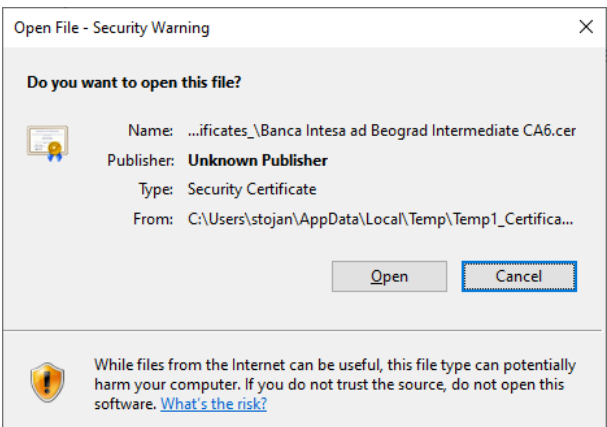 Open File - Security Warning
Do you want to open this file?
Name: ...ificates_\Banca Intesa ad Beograd Intermediate CA6.cer
Publisher: Unknown Publisher
Type: Security Certificate
From: C:\Users\stojan\AppData\Local\Temp\Temp1_Certifica...
Open Cancel
While files from the Internet can be useful, this file type can potentially
harm your computer. If you do not trust the source, do not open this
software. What's the risk?